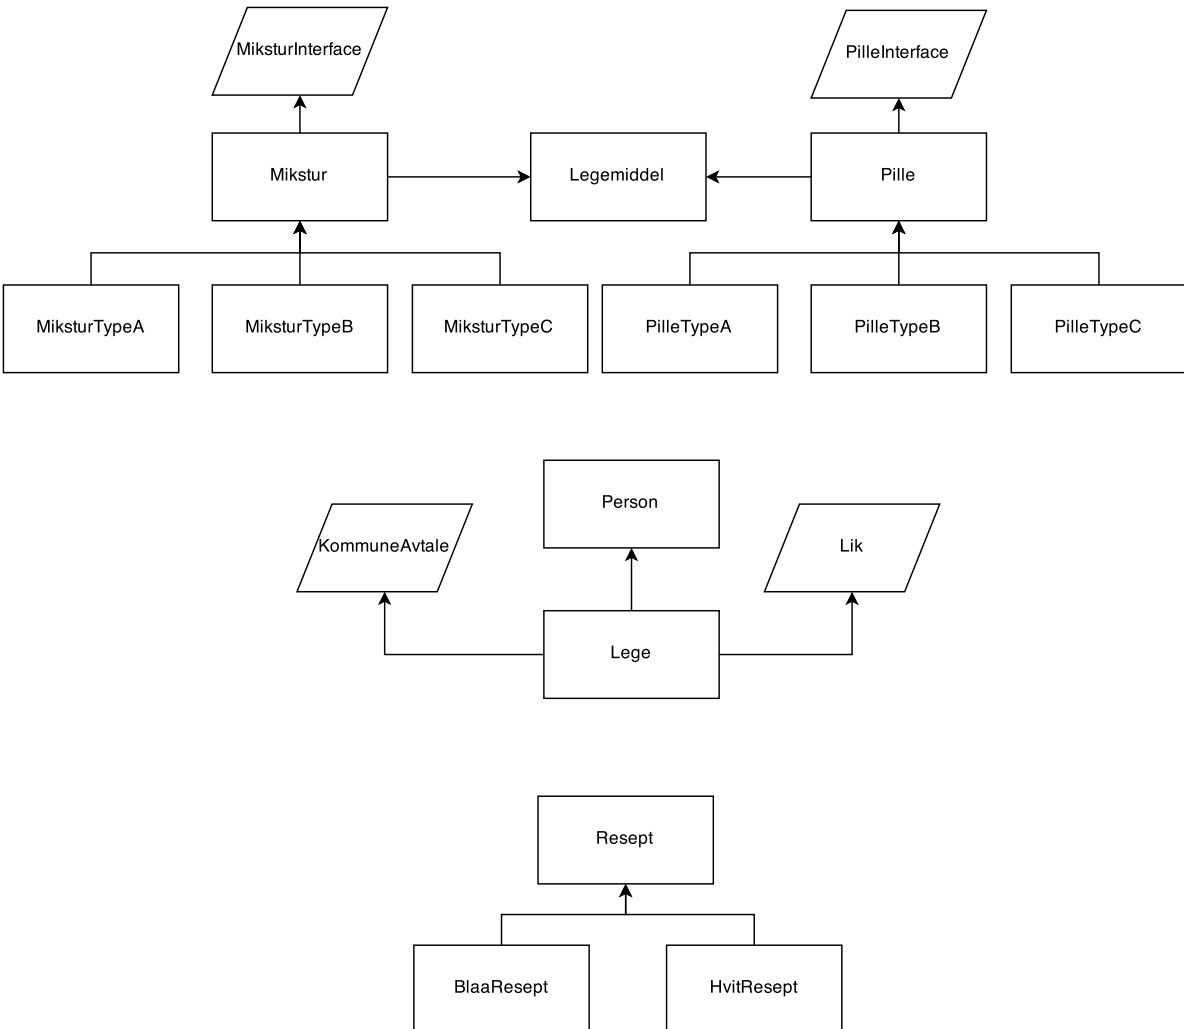 MiksturInterface
PilleInterface
Mikstur
Legemiddel
Pille
MiksturTypeA
MiksturTypeB
MiksturTypeC
PilleTypeA
PilleTypeB
PilleTypeC
Person
KommuneAvtale
Lik
Lege
Resept
BlaaResept
HvitResept